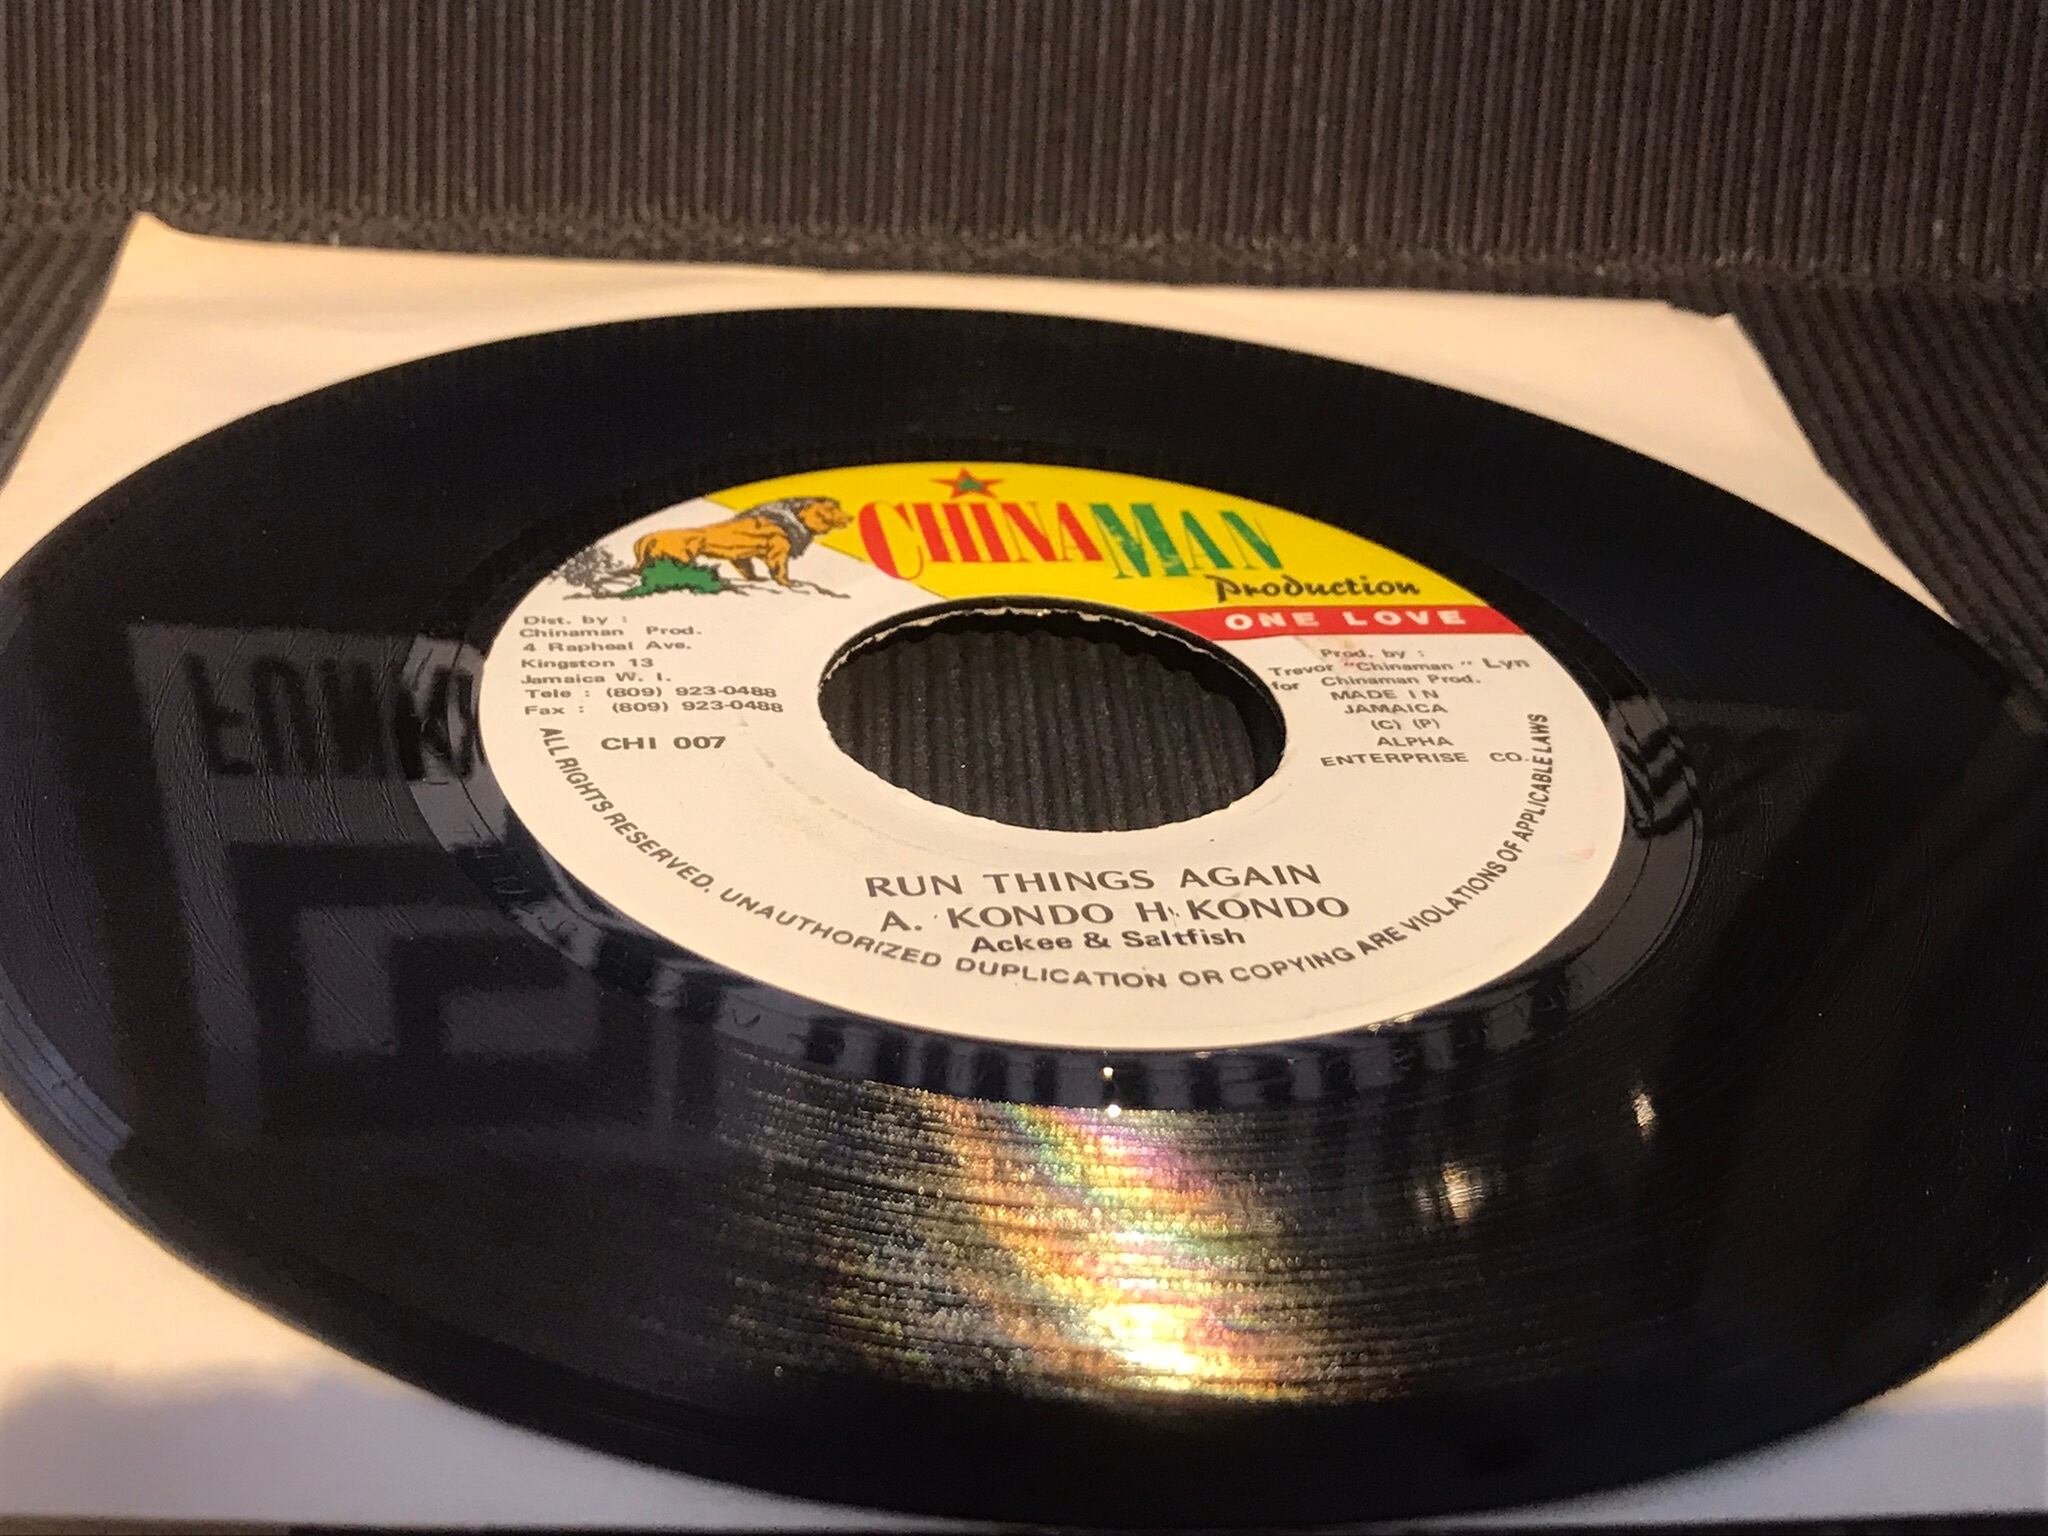 CHINAMAN
Production
ONE LOVE
Dist. by :
Chinaman Prod.
4 Rapheal Ave.
Kingston 13
Jamaica W. I.
Tele : (809) 923-0488
Fax : (809) 923-0488
CHI 007
Prod. by :
Trevor "Chinaman" Lyn
for Chinaman Prod.
MADE IN
JAMAICA
(C) (P)
ALPHA
ENTERPRISE CO.
RUN THINGS AGAIN
A. KONDO H. KONDO
Ackee & Saltfish
ALL RIGHTS RESERVED. UNAUTHORIZED DUPLICATION OR COPYING ARE VIOLATIONS OF APPLICABLE LAWS